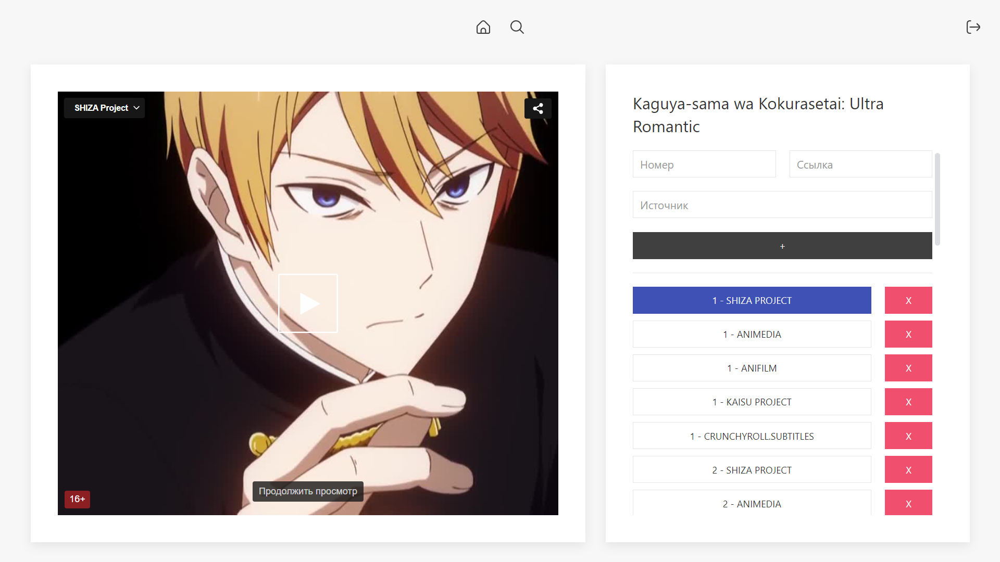 SHIZA Project
16+
Продолжить просмотр
Kaguya-sama wa Kokurasetai: Ultra
Romantic
Номер
Ссылка
Источник
+
1 - SHIZA PROJECT
X
1 - ANIMEDIA
X
1 - ANIFILM
X
1 - KAISU PROJECT
X
1 - CRUNCHYROLL.SUBTITLES
X
2 - SHIZA PROJECT
X
2 - ANIMEDIA
X